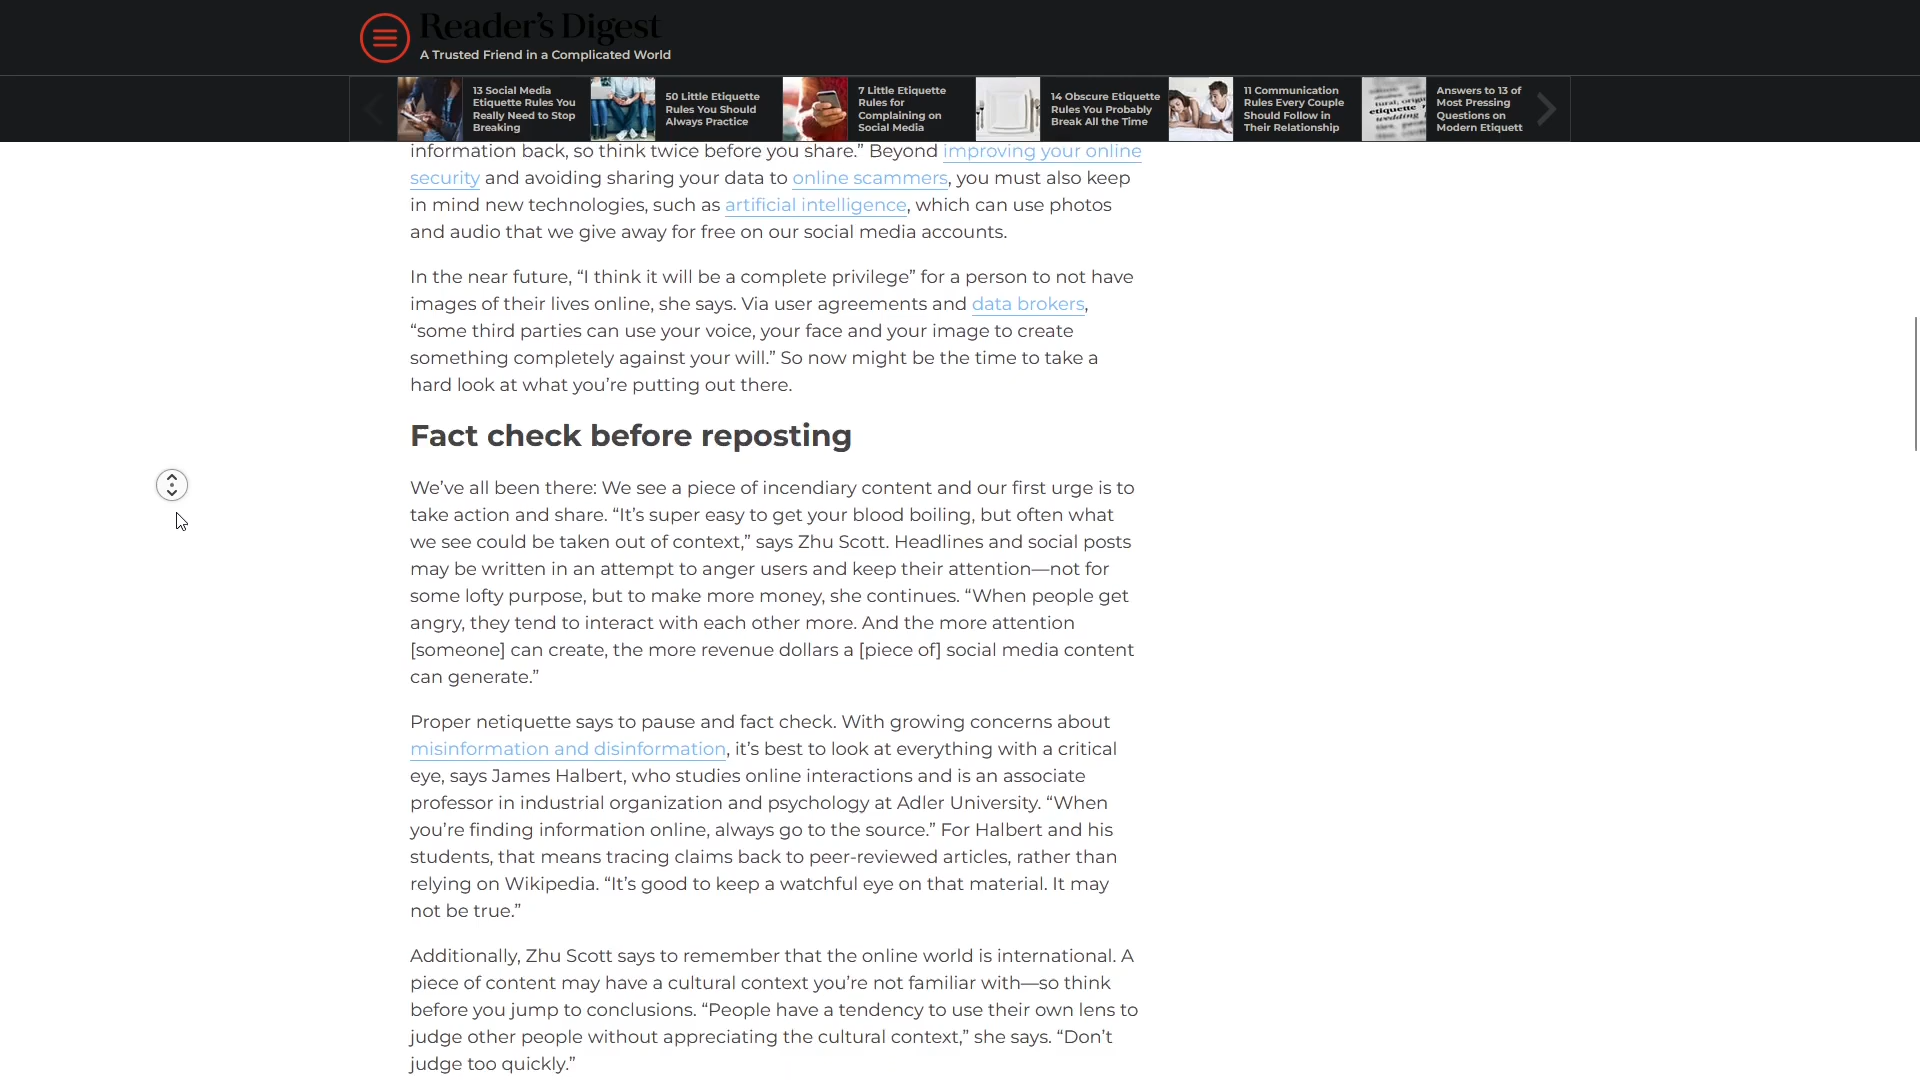 Reader's Digest
A Trusted Friend in a Complicated World
13 Social Media
Etiquette Rules You
Really Need to Stop
Breaking
50 Little Etiquette
Rules You Should
Always Practice
7 Little Etiquette
Rules for
Complaining on
Social Media
14 Obscure Etiquette
Rules You Probably
Break All the Time
11 Communication
Rules Every Couple
Should Follow in
Their Relationship
etiquette
wedding
Answers to 13 of
Most Pressing
Questions on
Modern Etiquett
information back, so think twice before you share.” Beyond improving your online
security and avoiding sharing your data to online scammers, you must also keep
in mind new technologies, such as artificial intelligence, which can use photos
and audio that we give away for free on our social media accounts.
In the near future, “I think it will be a complete privilege” for a person to not have
images of their lives online, she says. Via user agreements and data brokers,
“some third parties can use your voice, your face and your image to create
something completely against your will.” So now might be the time to take a
hard look at what you’re putting out there.
Fact check before reposting
We’ve all been there: We see a piece of incendiary content and our first urge is to
take action and share. “It’s super easy to get your blood boiling, but often what
we see could be taken out of context,” says Zhu Scott. Headlines and social posts
may be written in an attempt to anger users and keep their attention—not for
some lofty purpose, but to make more money, she continues. “When people get
angry, they tend to interact with each other more. And the more attention
[someone] can create, the more revenue dollars a [piece of] social media content
can generate.”
Proper netiquette says to pause and fact check. With growing concerns about
misinformation and disinformation, it’s best to look at everything with a critical
eye, says James Halbert, who studies online interactions and is an associate
professor in industrial organization and psychology at Adler University. “When
you’re finding information online, always go to the source.” For Halbert and his
students, that means tracing claims back to peer-reviewed articles, rather than
relying on Wikipedia. “It’s good to keep a watchful eye on that material. It may
not be true.”
Additionally, Zhu Scott says to remember that the online world is international. A
piece of content may have a cultural context you’re not familiar with—so think
before you jump to conclusions. “People have a tendency to use their own lens to
judge other people without appreciating the cultural context,” she says. “Don’t
judge too quickly.”